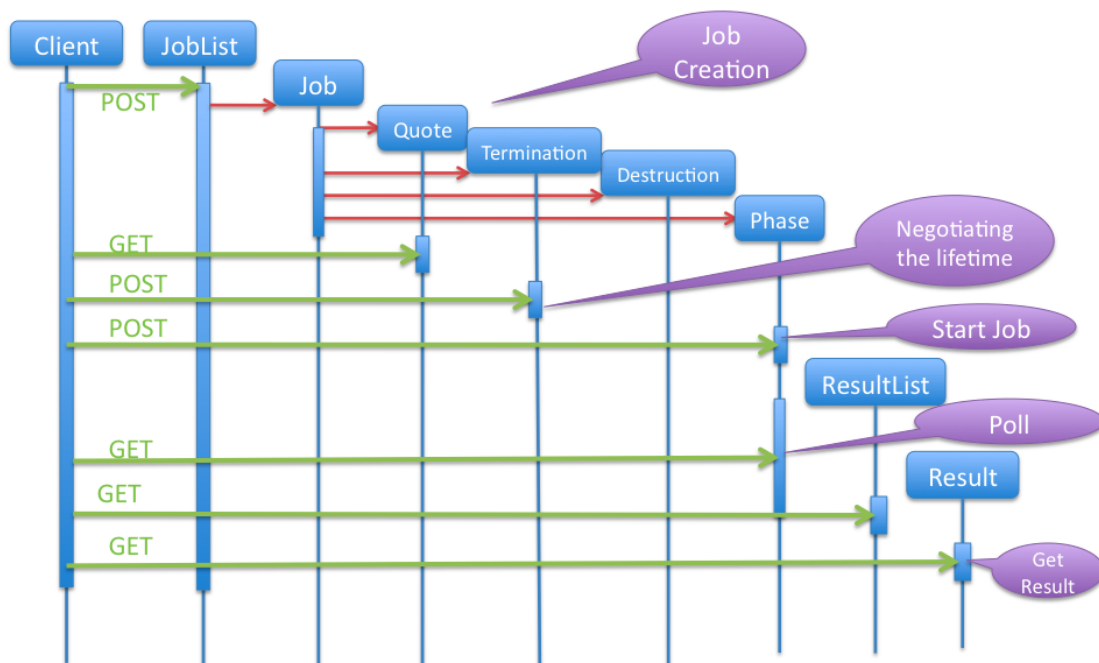 Client
JobList
Job
Creation
POST
Job
Quote
Termination
Destruction
Phase
Negotiating
the lifetime
GET
POST
POST
Start Job
ResultList
Poll
GET
Result
GET
GET
Get
Result